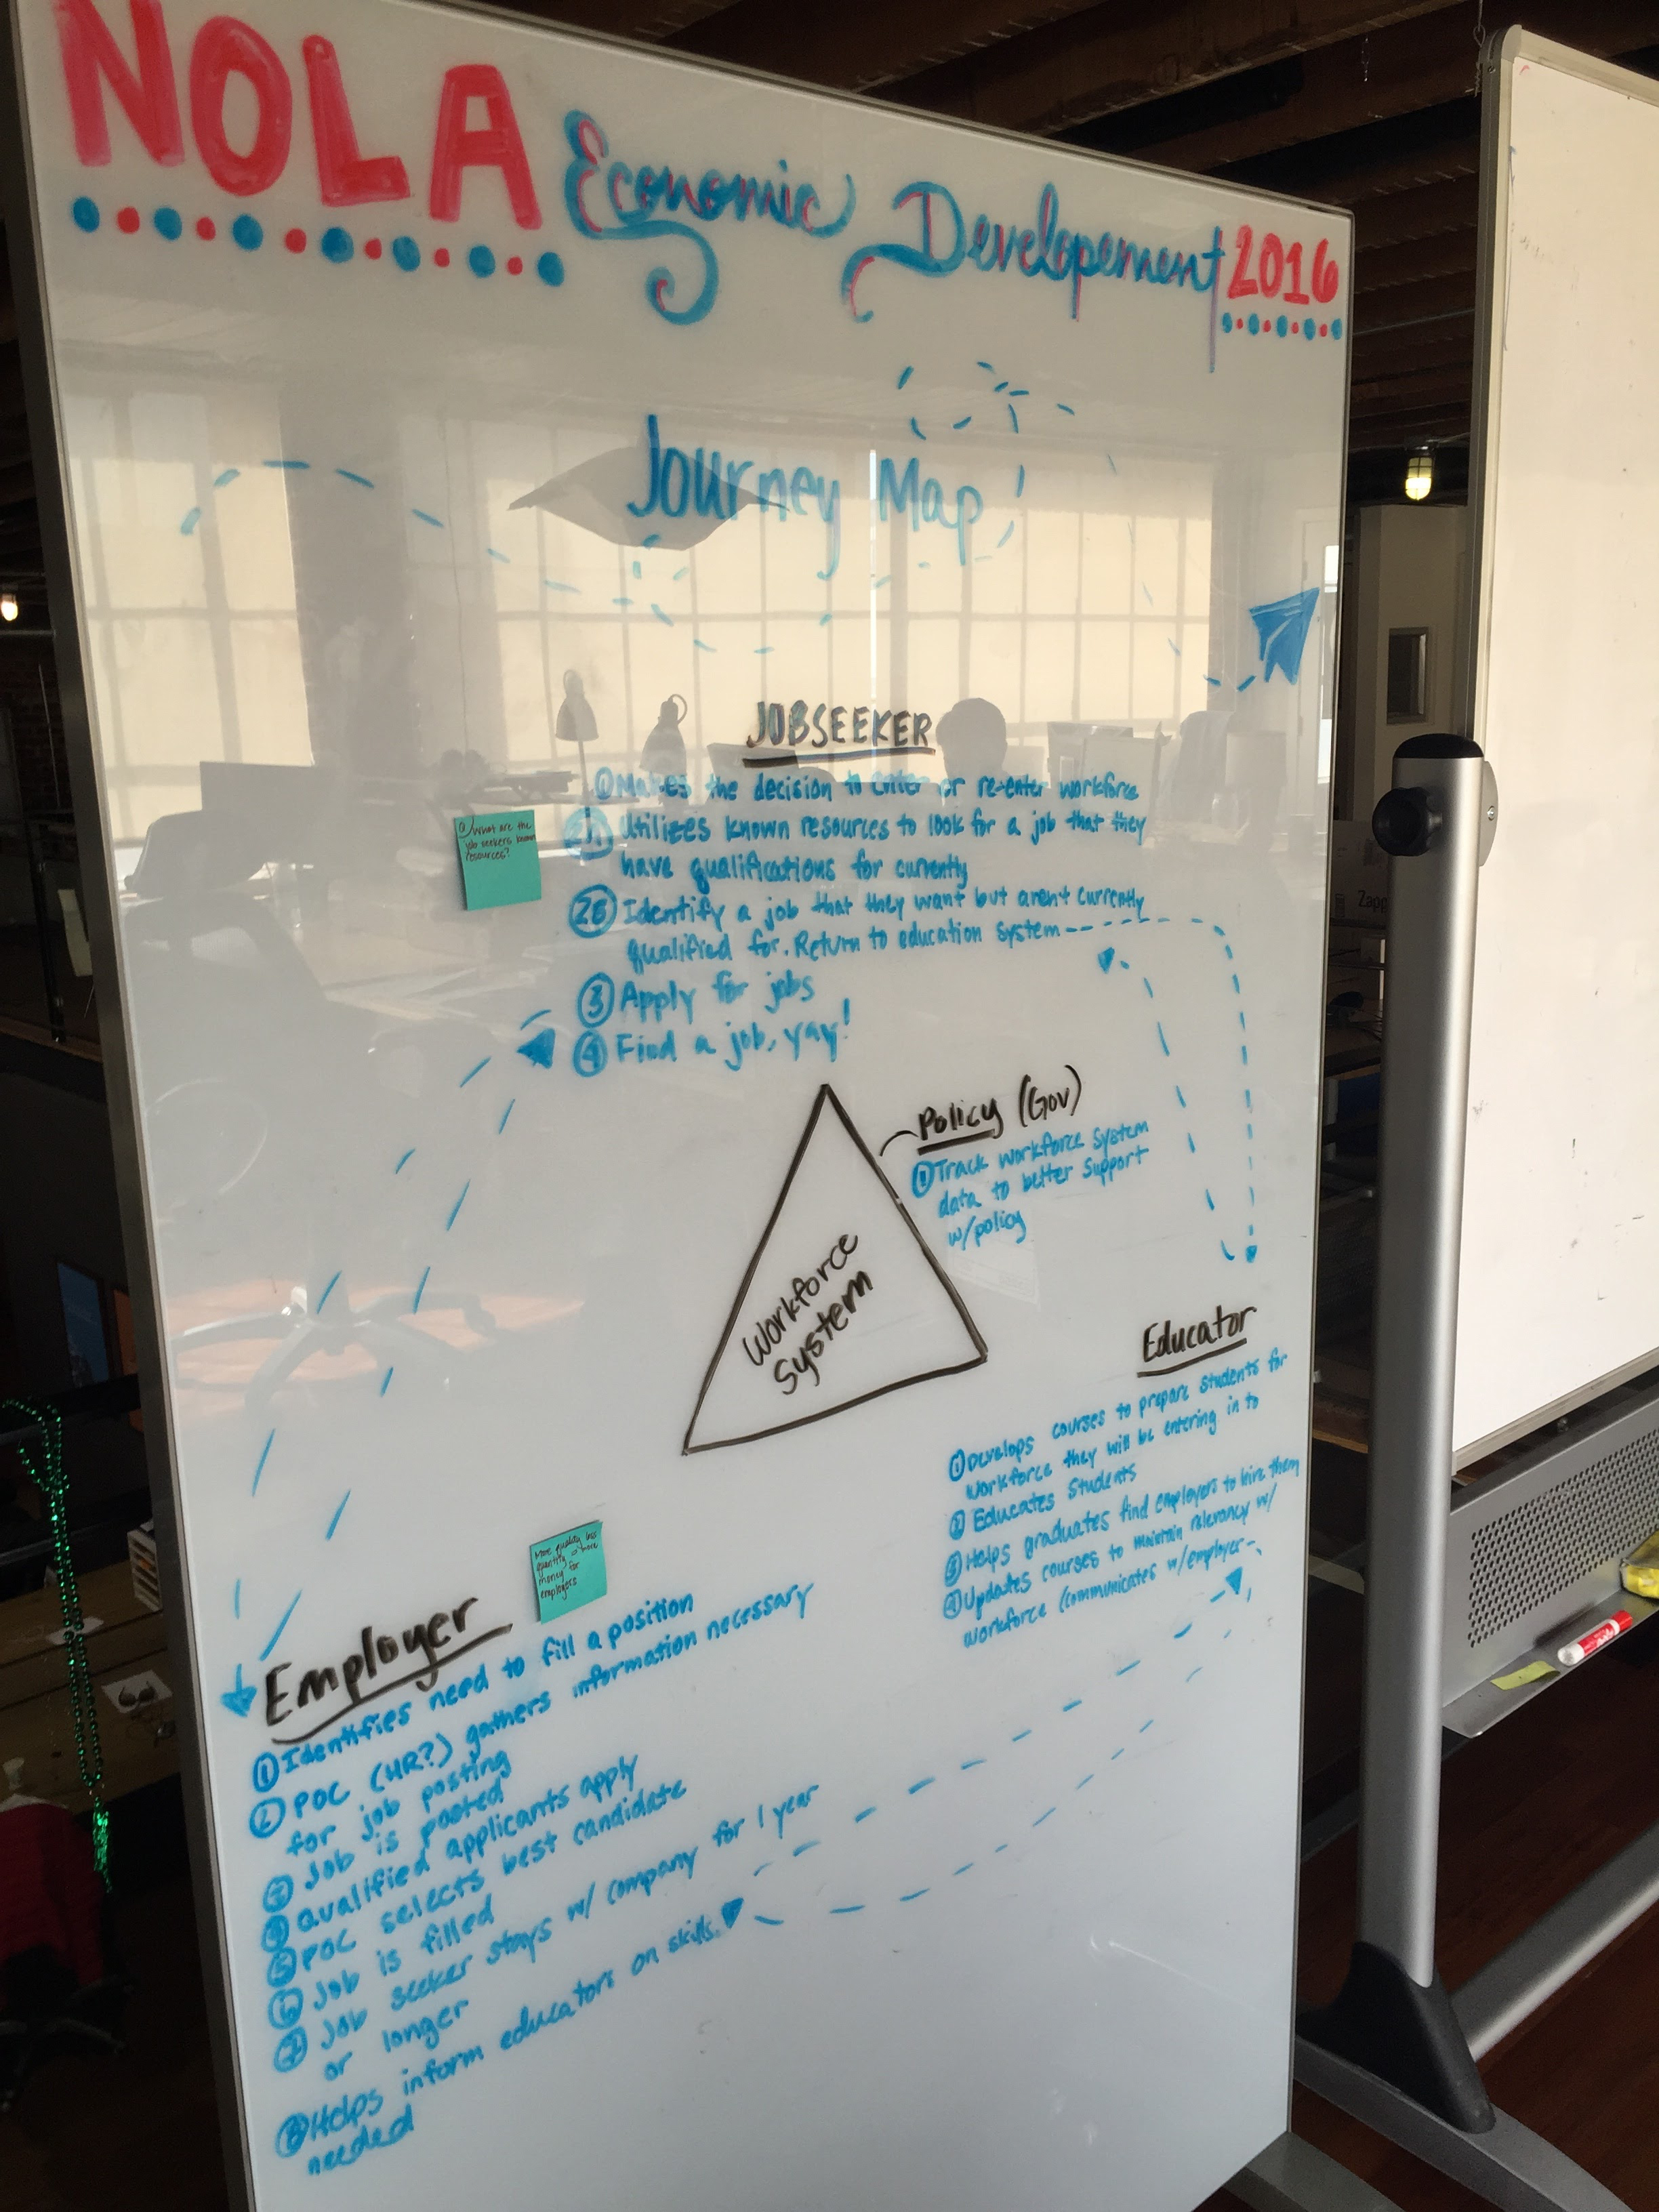 NOLA Economic Developement 2016
Journey Map
JOBSEEKER
① Makes the decision to enter or re-enter workforce
utilizes known resources to look for a job that they
have qualifications for currently
2B Identify a job that they want but aren't currently
qualified for. Return to education system
③ Apply for jobs
④ Find a job, yay!
What are the
job seekers known
resources?
Policy (Gov)
① Track workforce system
data to better support
w/policy
Workforce
System
Educator
① Develops courses to prepare students for
workforce they will be entering in to
② Educates Students
③ Helps graduates find employers to hire them
④ Updates courses to maintain relevancy w/
workforce (communicates w/employer
More quality, less
quantity = more
money for
employers
Employer
① Identifies need to fill a position
② POC (HR?) gathers information necessary
for job posting
③ Job is posted
④ qualified applicants apply
⑤ POC selects best candidate
⑥ Job is filled
⑦ Job seeker stays w/ company for 1 year
or longer
⑧ Helps inform educators on skills
needed
Zapp